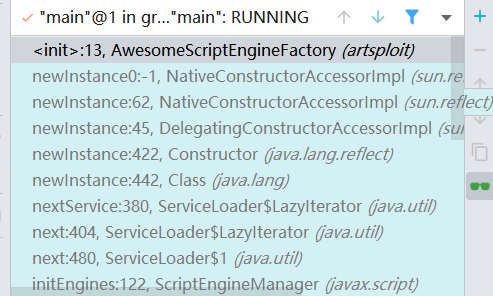 "main"@1 in gr..."main": RUNNING
<init>:13, AwesomeScriptEngineFactory (artsploit)
newInstance0:-1, NativeConstructorAccessorImpl (sun.ref
newInstance:62, NativeConstructorAccessorImpl (sun.reflect)
newInstance:45, DelegatingConstructorAccessorImpl (su
newInstance:422, Constructor (java.lang.reflect)
newInstance:442, Class (java.lang)
nextService:380, ServiceLoader$LazyIterator (java.util)
next:404, ServiceLoader$LazyIterator (java.util)
next:480, ServiceLoader$1 (java.util)
initEngines:122, ScriptEngineManager (javax.script)